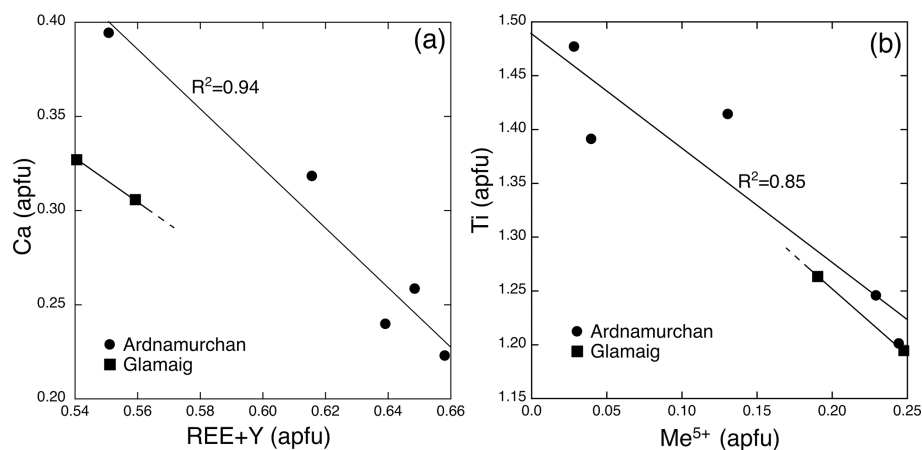 (a)
0.40
0.35
0.30
0.25
0.20
Ca (apfu)
R²=0.94
Ardnamurchan
Glamaig
0.54 0.56 0.58 0.60 0.62 0.64 0.66
REE+Y (apfu)
(b)
1.50
1.45
1.40
1.35
1.30
1.25
1.20
1.15
Ti (apfu)
R²=0.85
Ardnamurchan
Glamaig
0.0 0.05 0.10 0.15 0.20 0.25
Me⁵⁺ (apfu)